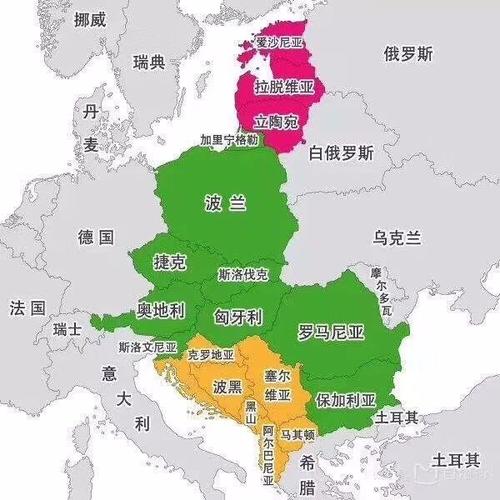 挪威
瑞典
爱沙尼亚
俄罗斯
拉脱维亚
丹麦
立陶宛
加里宁格勒
白俄罗斯
波兰
德国
乌克兰
捷克
斯洛伐克
摩尔多瓦
法国
奥地利
匈牙利
瑞士
罗马尼亚
斯洛文尼亚
克罗地亚
意大利
波黑
塞尔
维亚
保加利亚
黑山
土耳其
马其顿
阿尔巴尼亚
希腊
土耳其